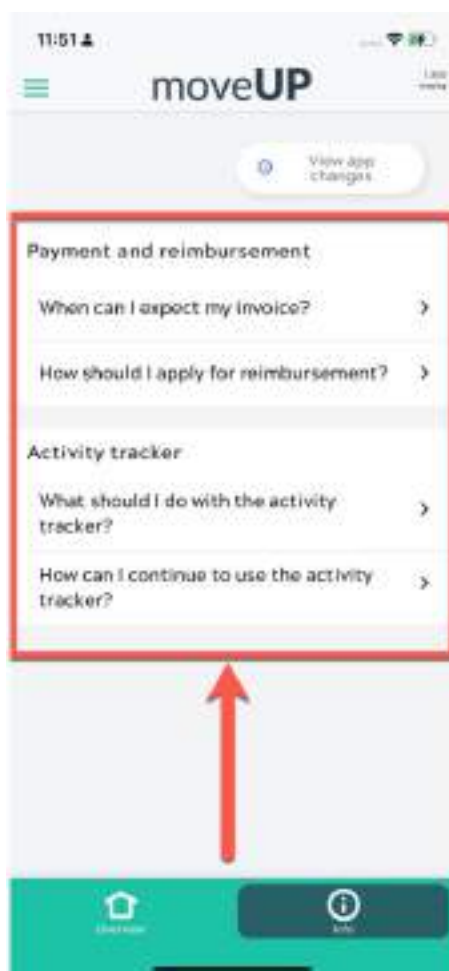 11:51
moveUP
View app
changes
Payment and reimbursement
When can I expect my invoice?
How should I apply for reimbursement?
Activity tracker
What should I do with the activity
tracker?
How can I continue to use the activity
tracker?
Info